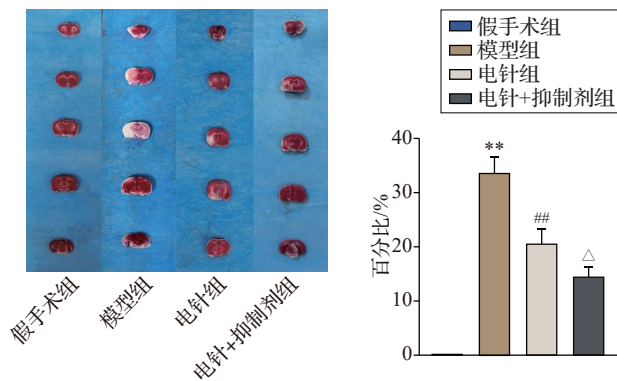 假手术组
模型组
电针组
电针+抑制剂组
假手术组
模型组
电针组
电针+抑制剂组
百分比/%
40
30
20
10
0
**
##
△